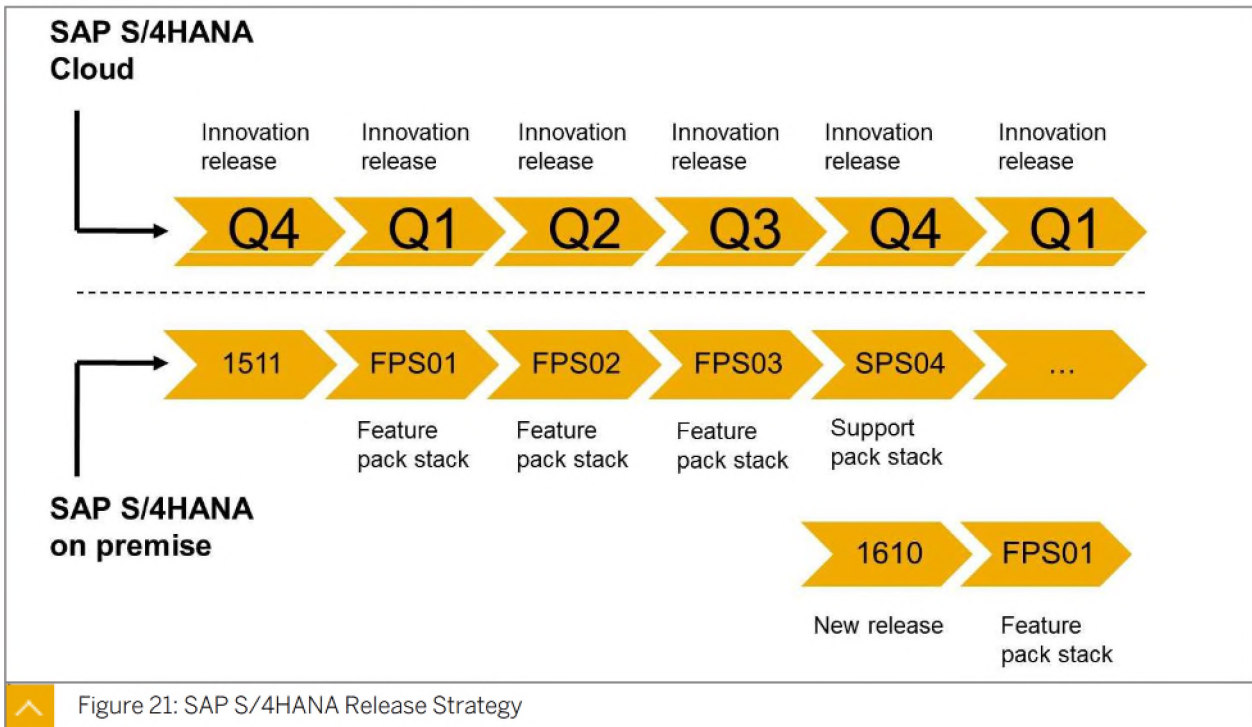 SAP S/4HANA
Cloud
Innovation release
Innovation release
Innovation release
Innovation release
Innovation release
Innovation release
Q4
Q1
Q2
Q3
Q4
Q1
1511
FPS01
FPS02
FPS03
SPS04
...
Feature pack stack
Feature pack stack
Feature pack stack
Support pack stack
SAP S/4HANA
on premise
1610
FPS01
New release
Feature pack stack
Figure 21: SAP S/4HANA Release Strategy